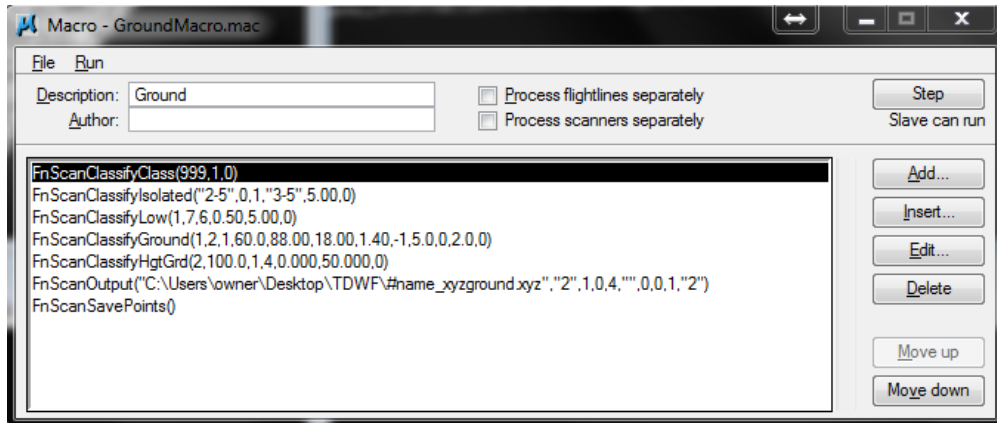 Macro - GroundMacro.mac
File Run
Description: Ground
Process flightlines separately
Step
Author:
Process scanners separately
Slave can run
FnScanClassifyClass(999,1,0)
FnScanClassifyIsolated("2-5",0,1,"3-5",5.00,0)
FnScanClassifyLow(1,7,6,0.50,5.00,0)
FnScanClassifyGround(1,2,1,60.0,88.00,18.00,1.40,-1,5.0,0,2.0,0)
FnScanClassifyHgtGrd(2,100.0,1,4,0.000,50.000,0)
FnScanOutput("C:\Users\owner\Desktop\TDWF\#name_xyzground.xyz","2",1,0,4,"",0,0,1,"2")
FnScanSavePoints()
Add...
Insert...
Edit...
Delete
Move up
Move down